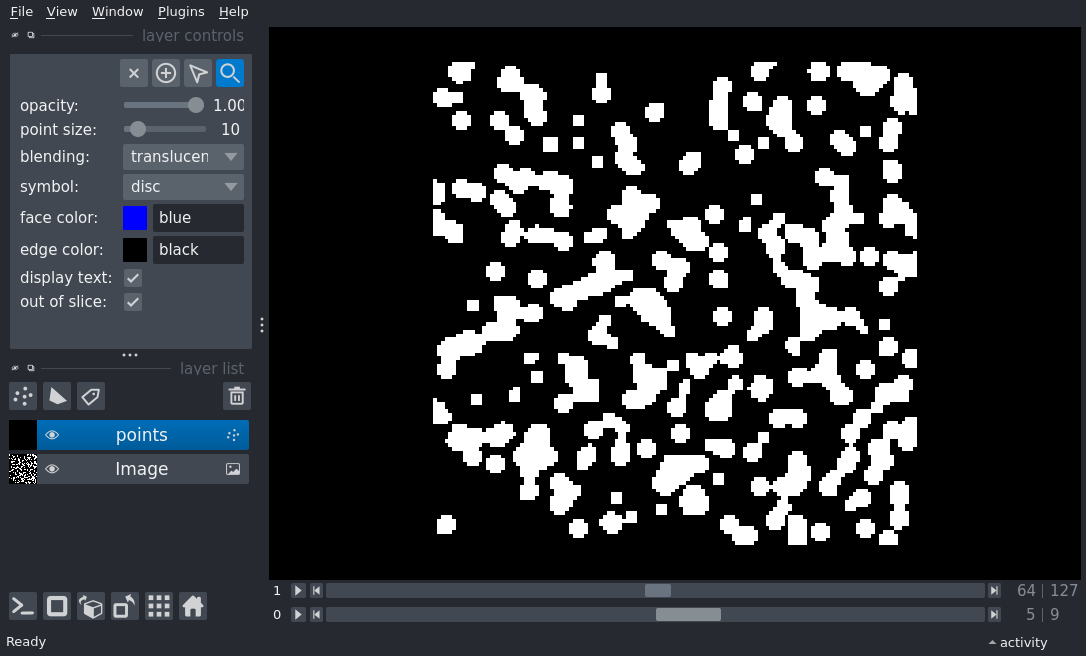 File View Window Plugins Help
layer controls
opacity: 1.00
point size: 10
blending: translucen
symbol: disc
face color: blue
edge color: black
display text:
out of slice:
layer list
points
Image
1 64 | 127
0 5 | 9
Ready activity